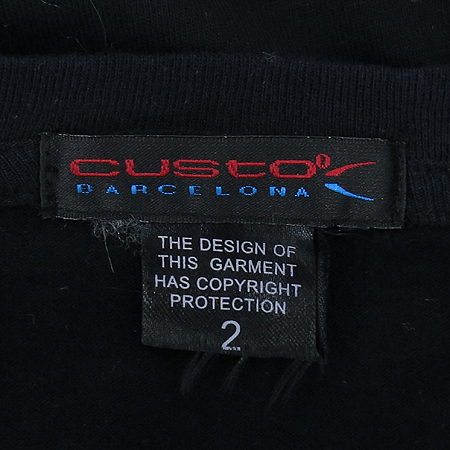 custo
BARCELONA
THE DESIGN OF
THIS GARMENT
HAS COPYRIGHT
PROTECTION
2